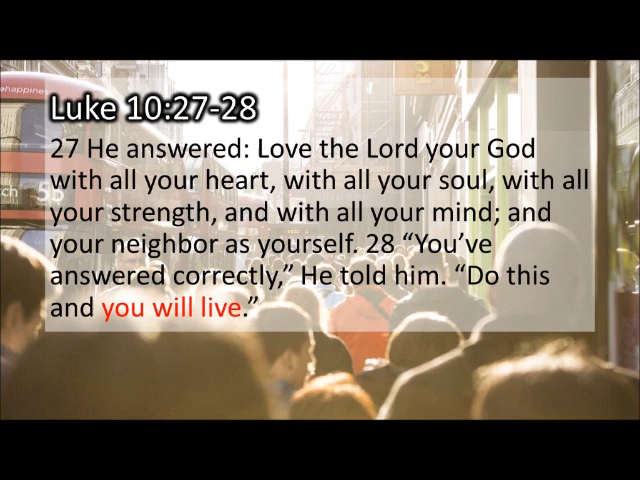 ehappines
Luke 10:27-28
27 He answered: Love the Lord your God
with all your heart, with all your soul, with all
your strength, and with all your mind; and
your neighbor as yourself. 28 “You’ve
answered correctly,” He told him. “Do this
and you will live.”